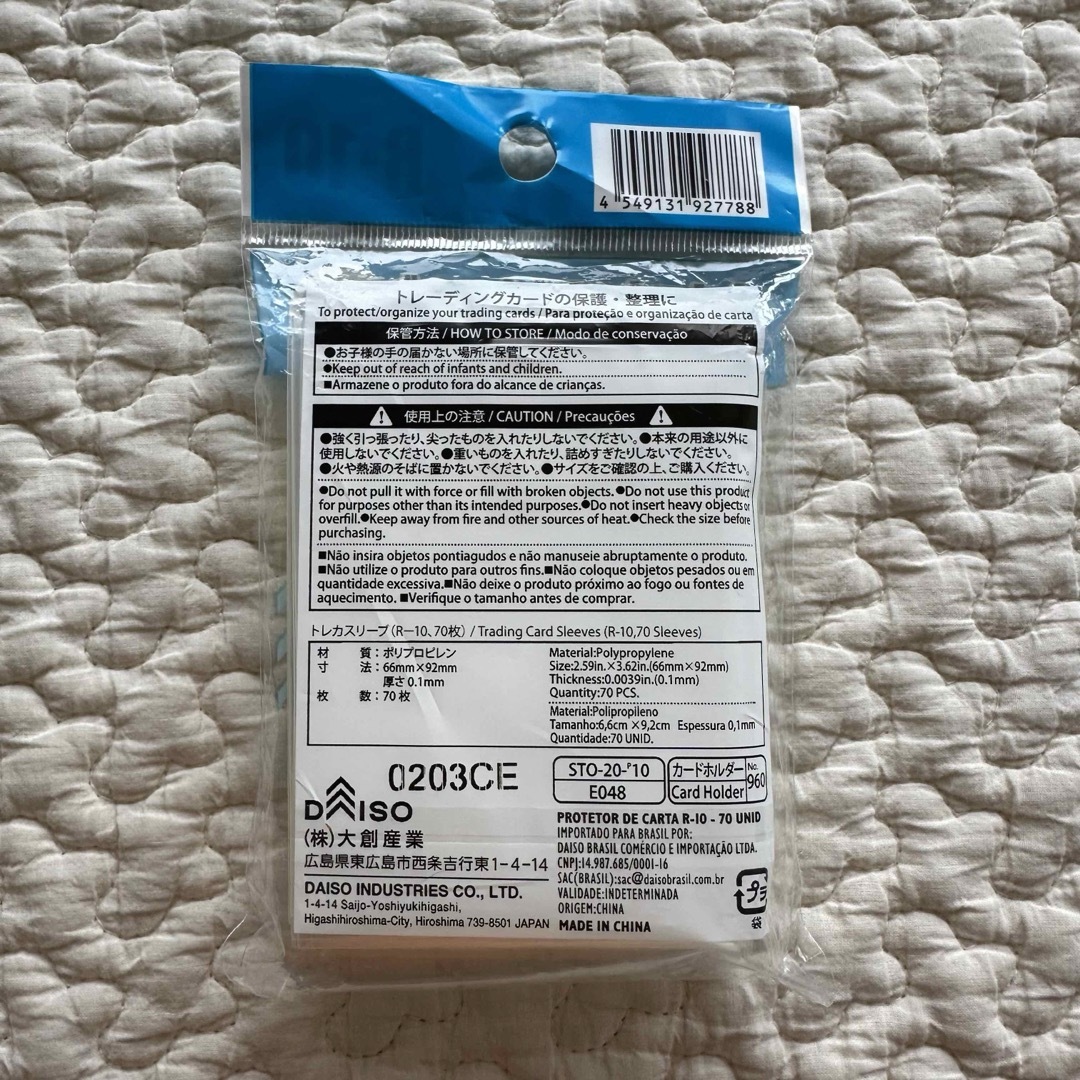 R-10
4 549131 927788
トレーディングカードの保護・整理に
To protect/organize your trading cards / Para proteção e organização de carta
保管方法 / HOW TO STORE / Modo de conservação
●お子様の手の届かない場所に保管してください。
●Keep out of reach of infants and children.
■Armazene o produto fora do alcance de crianças.
使用上の注意 / CAUTION / Precauções
●強く引っ張ったり、尖ったものを入れたりしないでください。●本来の用途以外に
使用しないでください。●重いものを入れたり、詰めすぎたりしないでください。
●火や熱源のそばに置かないでください。●サイズをご確認の上、ご購入ください。
●Do not pull it with force or fill with broken objects.●Do not use this product
for purposes other than its intended purposes.●Do not insert heavy objects or
overfill.●Keep away from fire and other sources of heat.●Check the size before
purchasing.
■Não insira objetos pontiagudos e não manuseie abruptamente o produto.
■Não utilize o produto para outros fins.■Não coloque objetos pesados ou em
quantidade excessiva.■Não deixe o produto próximo ao fogo ou fontes de
aquecimento. ■Verifique o tamanho antes de comprar.
トレカスリーブ(R−10、70枚) / Trading Card Sleeves (R-10,70 Sleeves)
材 質:ポリプロピレン
寸 法:66mm×92mm
厚さ0.1mm
枚 数:70枚
Material:Polypropylene
Size:2.59in.×3.62in.(66mm×92mm)
Thickness:0.0039in.(0.1mm)
Quantity:70 PCS.
Material:Polipropileno
Tamanho:6,6cm ×9,2cm Espessura 0,1mm
Quantidade:70 UNID.
0203CE
STO-20-P10
E048
カードホルダー
Card Holder
No.
960
DAISO
(株)大創産業
広島県東広島市西条吉行東1-4-14
DAISO INDUSTRIES CO., LTD.
1-4-14 Saijo-Yoshiyukihigashi,
Higashihiroshima-City, Hiroshima 739-8501 JAPAN
PROTETOR DE CARTA R-10 - 70 UNID
IMPORTADO PARA BRASIL POR:
DAISO BRASIL COMÉRCIO E IMPORTAÇÃO LTDA.
CNPJ:14.987.685/0001-16
SAC(BRASIL):sac@daisobrasil.com.br
VALIDADE:INDETERMINADA
ORIGEM:CHINA
MADE IN CHINA
プラ
袋